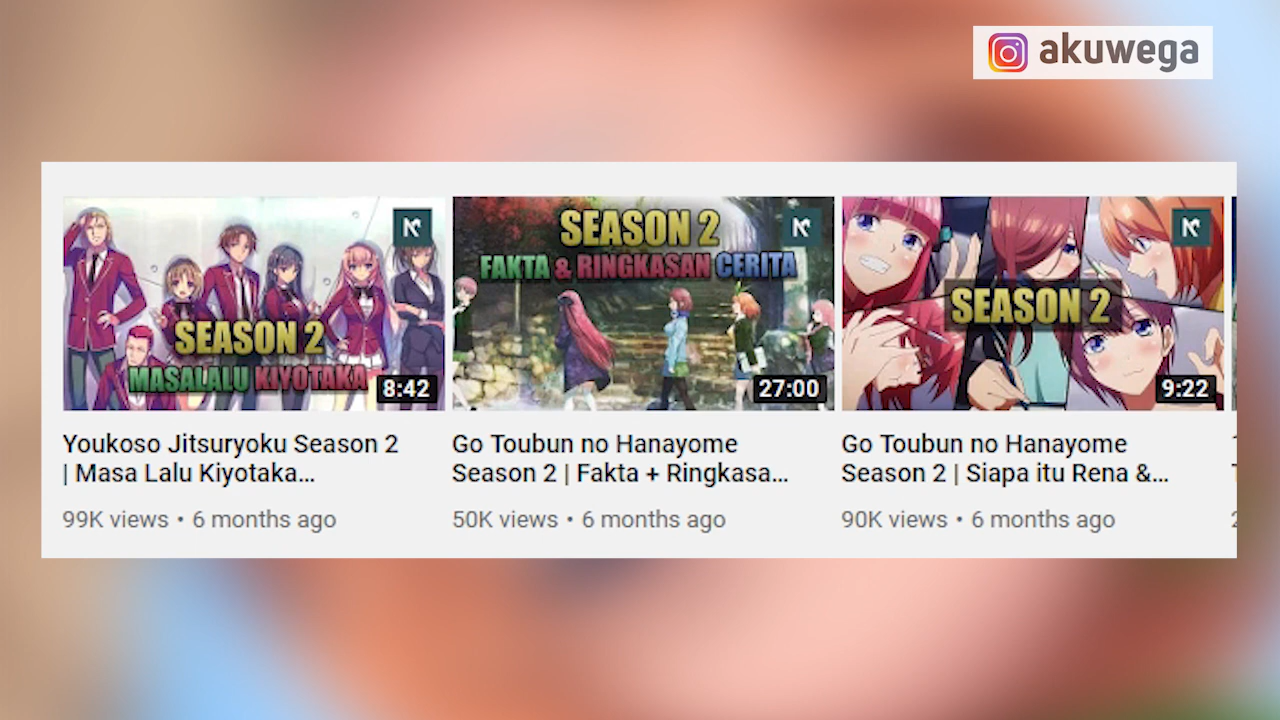 akuwega
SEASON 2
MASALALU KIYOTAKA
8:42
Youkoso Jitsuryoku Season 2
| Masa Lalu Kiyotaka...
99K views • 6 months ago
SEASON 2
FAKTA & RINGKASAN CERITA
27:00
Go Toubun no Hanayome
Season 2 | Fakta + Ringkasa...
50K views • 6 months ago
SEASON 2
9:22
Go Toubun no Hanayome
Season 2 | Siapa itu Rena &...
90K views • 6 months ago